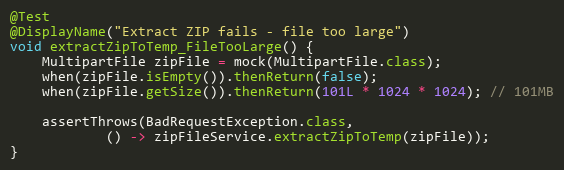 @Test
@DisplayName("Extract ZIP fails - file too large")
void extractZipToTemp_FileTooLarge() {
    MultipartFile zipFile = mock(MultipartFile.class);
    when(zipFile.isEmpty()).thenReturn(false);
    when(zipFile.getSize()).thenReturn(101L * 1024 * 1024); // 101MB

    assertThrows(BadRequestException.class,
            () -> zipFileService.extractZipToTemp(zipFile));
}